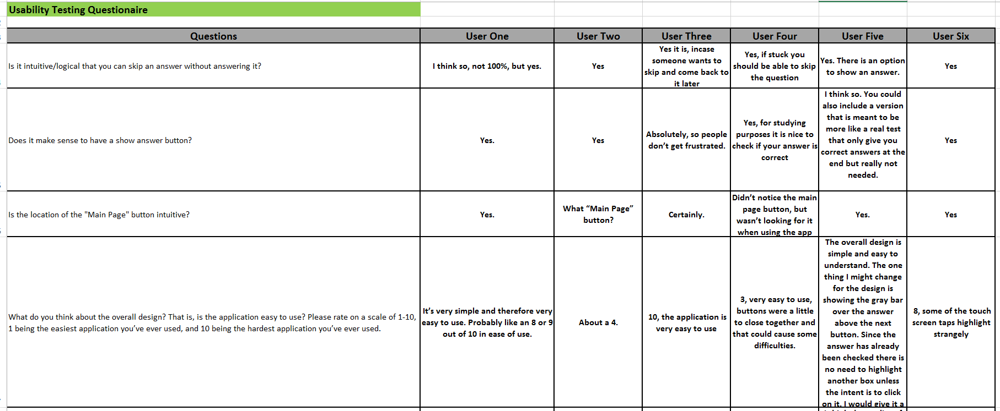 Usability Testing Questionaire
Questions
User One
User Two
User Three
User Four
User Five
User Six
Is it intuitive/logical that you can skip an answer without answering it?
I think so, not 100%, but yes.
Yes
Yes it is, incase
someone wants to
skip and come back to
it later
Yes, if stuck you
should be able to skip
the question
Yes. There is an option
to show an answer.
Yes
Does it make sense to have a show answer button?
Yes.
Yes
Absolutely, so people
don’t get frustrated.
Yes, for studying
purposes it is nice to
check if your answer is
correct
I think so. You could
also include a version
that is meant to be
more like a real test
that only give you
correct answers at the
end but really not
needed.
Yes
Is the location of the "Main Page" button intuitive?
Yes.
What “Main Page”
button?
Certainly.
Didn’t notice the main
page button, but
wasn’t looking for it
when using the app
Yes.
Yes
What do you think about the overall design? That is, is the application easy to use? Please rate on a scale of 1-10,
1 being the easiest application you’ve ever used, and 10 being the hardest application you’ve ever used.
It’s very simple and therefore very
easy to use. Probably like an 8 or 9
out of 10 in ease of use.
About a 4.
10, the application is
very easy to use
3, very easy to use,
buttons were a little
to close together and
that could cause some
difficulties.
The overall design is
simple and easy to
understand. The one
thing I might change
for the design is
showing the gray bar
over the answer
above the next
button. Since the
answer has already
been checked there is
no need to highlight
another box unless
the intent is to click
on it. I would give it a
8, some of the touch
screen taps highlight
strangely